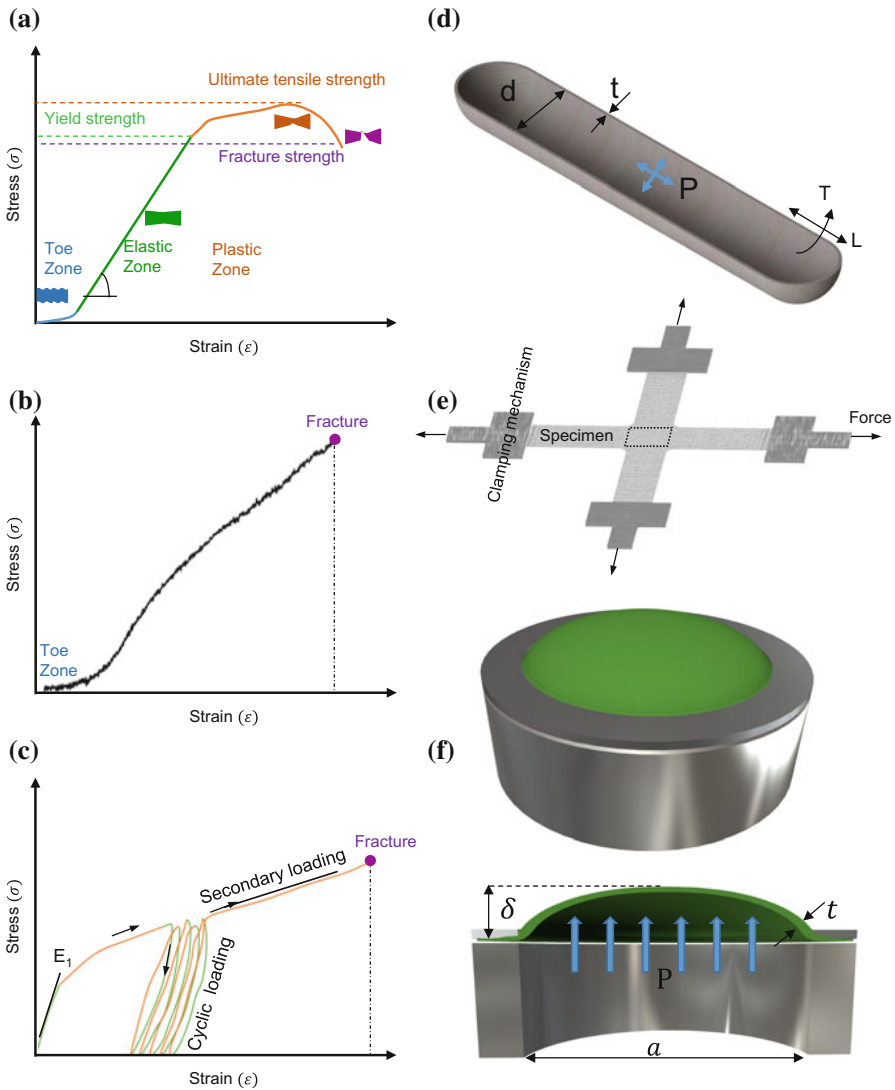 (a)
Stress (σ)
Ultimate tensile strength
Yield strength
Fracture strength
Toe
Zone
Elastic
Zone
Plastic
Zone
Strain (ε)
(b)
Stress (σ)
Fracture
Toe
Zone
Strain (ε)
(c)
Stress (σ)
E₁
Cyclic loading
Secondary loading
Fracture
Strain (ε)
(d)
d
t
P
T
L
(e)
Clamping mechanism
Specimen
Force
(f)
δ
t
P
a